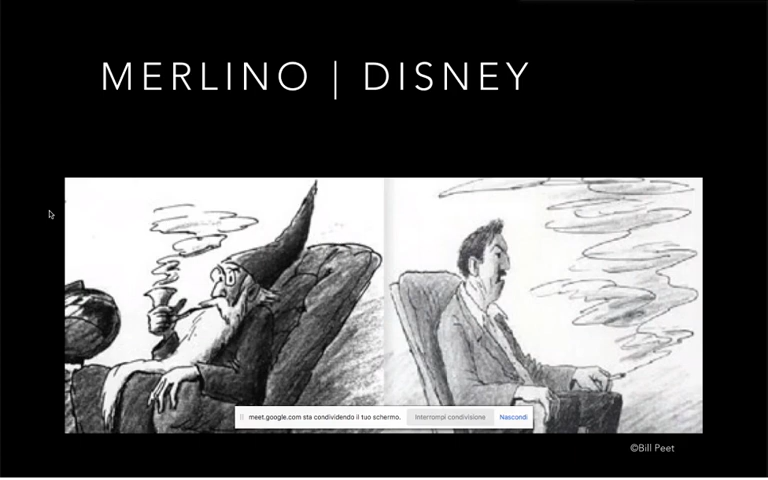 MERLINO | DISNEY
meet.google.com sta condividendo il tuo schermo. Interrompi condivisione Nascondi
©Bill Peet